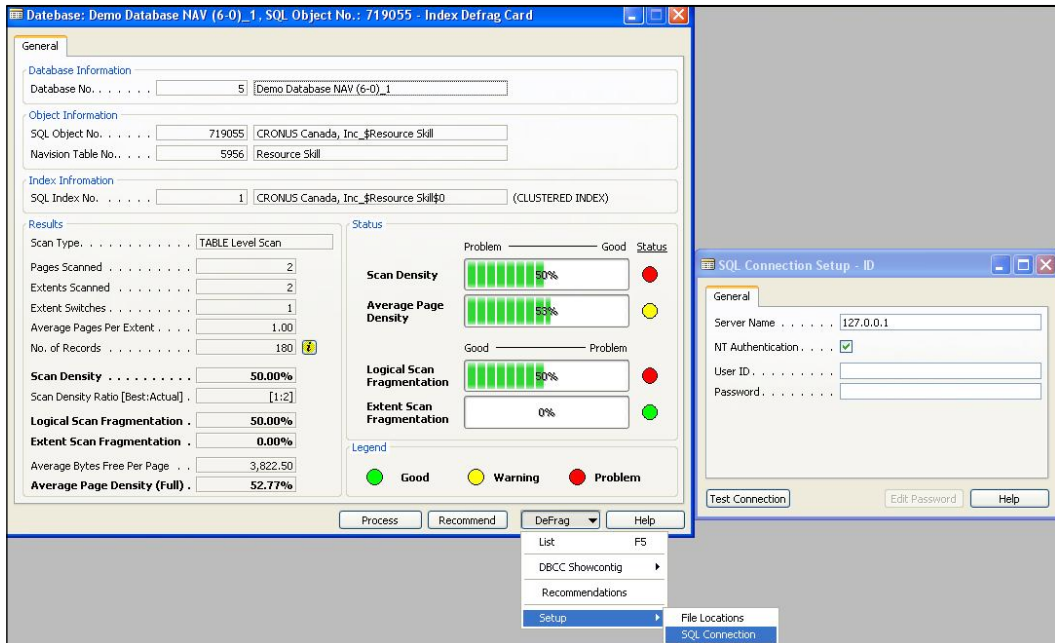 Datebase: Demo Database NAV (6-0)_1, SQL Object No.: 719055 - Index Defrag Card
General
Database Information
Database No. . . . . . . 5 Demo Database NAV (6-0)_1
Object Information
SQL Object No. . . . . . 719055 CRONUS Canada, Inc_$Resource Skill
Navision Table No.. . . . 5956 Resource Skill
Index Infromation
SQL Index No. . . . . . . 1 CRONUS Canada, Inc_$Resource Skill$0 (CLUSTERED INDEX)
Results
Scan Type. . . . . . . . . . . . TABLE Level Scan
Pages Scanned . . . . . . . . . 2
Extents Scanned . . . . . . . . 2
Extent Switches . . . . . . . . . 1
Average Pages Per Extent . . . . 1.00
No. of Records . . . . . . . . . 180
Scan Density . . . . . . . . . . 50.00%
Scan Density Ratio [Best:Actual] . [1:2]
Logical Scan Fragmentation . 50.00%
Extent Scan Fragmentation . 0.00%
Average Bytes Free Per Page . . 3,822.50
Average Page Density (Full) . 52.77%
Status
Problem Good Status
Scan Density 50%
Average Page Density 53%
Good Problem
Logical Scan Fragmentation 50%
Extent Scan Fragmentation 0%
Legend
Good Warning Problem
Process Recommend DeFrag Help
List F5
DBCC Showcontig
Recommendations
Setup
File Locations
SQL Connection
SQL Connection Setup - ID
General
Server Name . . . . . . 127.0.0.1
NT Authentication. . . .
User ID. . . . . . . . .
Password. . . . . . . .
Test Connection Edit Password Help